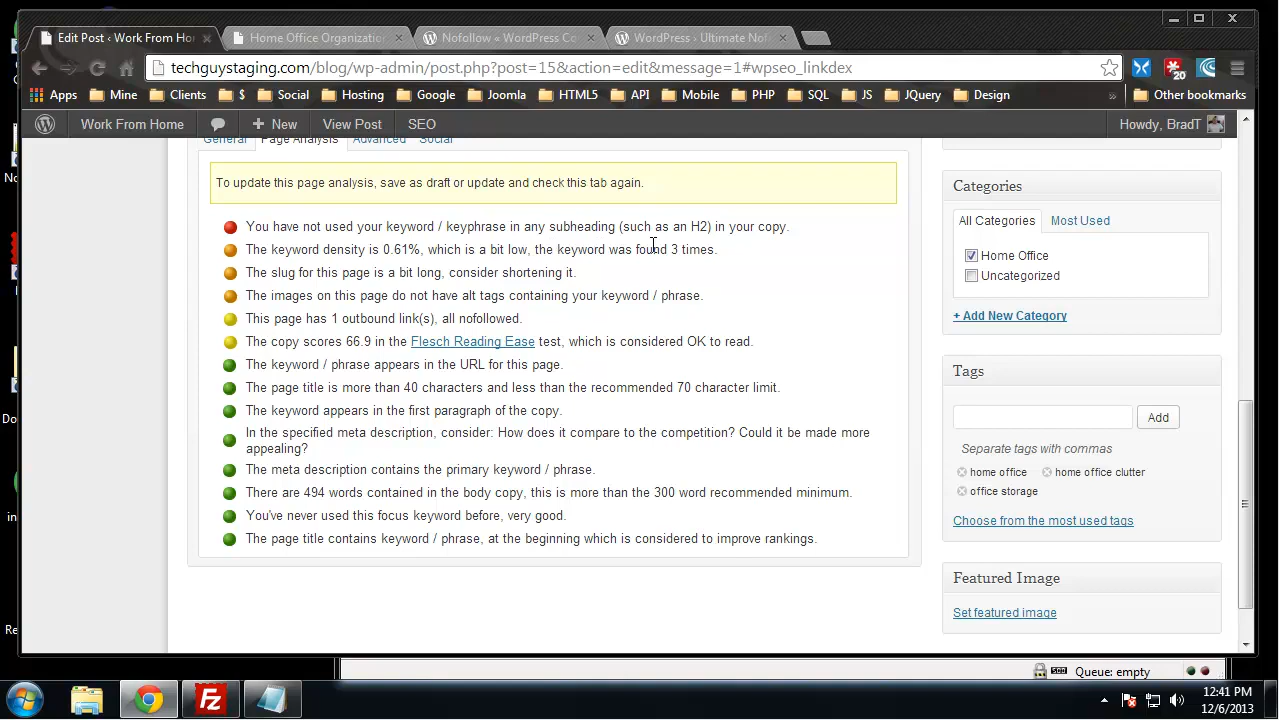 Edit Post ‹ Work From Ho
Home Office Organizatio
Nofollow « WordPress Co
WordPress › Ultimate Nof
techguystaging.com/blog/wp-admin/post.php?post=15&action=edit&message=1#wpseo_linkdex
20
Apps Mine Clients $ Social Hosting Google Joomla HTML5 API Mobile PHP SQL JS JQuery Design » Other bookmarks
Work From Home + New View Post SEO Howdy, BradT
General Page Analysis Advanced Social
To update this page analysis, save as draft or update and check this tab again.
You have not used your keyword / keyphrase in any subheading (such as an H2) in your copy.
The keyword density is 0.61%, which is a bit low, the keyword was found 3 times.
The slug for this page is a bit long, consider shortening it.
The images on this page do not have alt tags containing your keyword / phrase.
This page has 1 outbound link(s), all nofollowed.
The copy scores 66.9 in the Flesch Reading Ease test, which is considered OK to read.
The keyword / phrase appears in the URL for this page.
The page title is more than 40 characters and less than the recommended 70 character limit.
The keyword appears in the first paragraph of the copy.
In the specified meta description, consider: How does it compare to the competition? Could it be made more
appealing?
The meta description contains the primary keyword / phrase.
There are 494 words contained in the body copy, this is more than the 300 word recommended minimum.
You've never used this focus keyword before, very good.
The page title contains keyword / phrase, at the beginning which is considered to improve rankings.
Categories
All Categories Most Used
Home Office
Uncategorized
+ Add New Category
Tags
Add
Separate tags with commas
home office home office clutter
office storage
Choose from the most used tags
Featured Image
Set featured image
No
Do
in
Re
Queue: empty
12:41 PM
12/6/2013